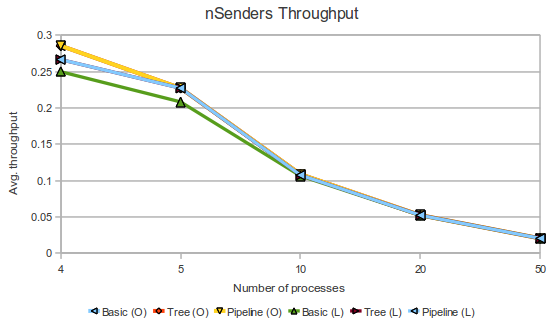 nSenders Throughput
0.3
0.25
0.2
0.15
0.1
0.05
0
Avg. throughput
4 5 10 20 50
Number of processes
Basic (O) Tree (O) Pipeline (O) Basic (L) Tree (L) Pipeline (L)